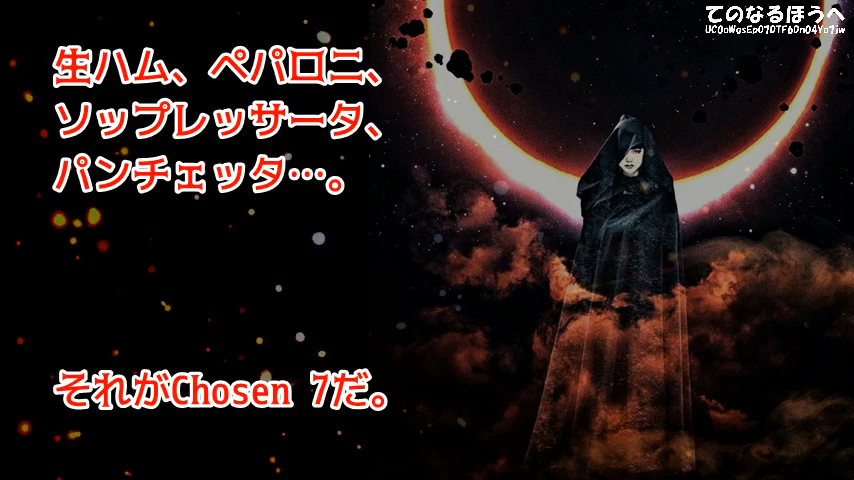 てのなるほうへ
生ハム、ペパロニ、
ソップレッサータ、
パンチェッタ…。
それがChosen 7だ。